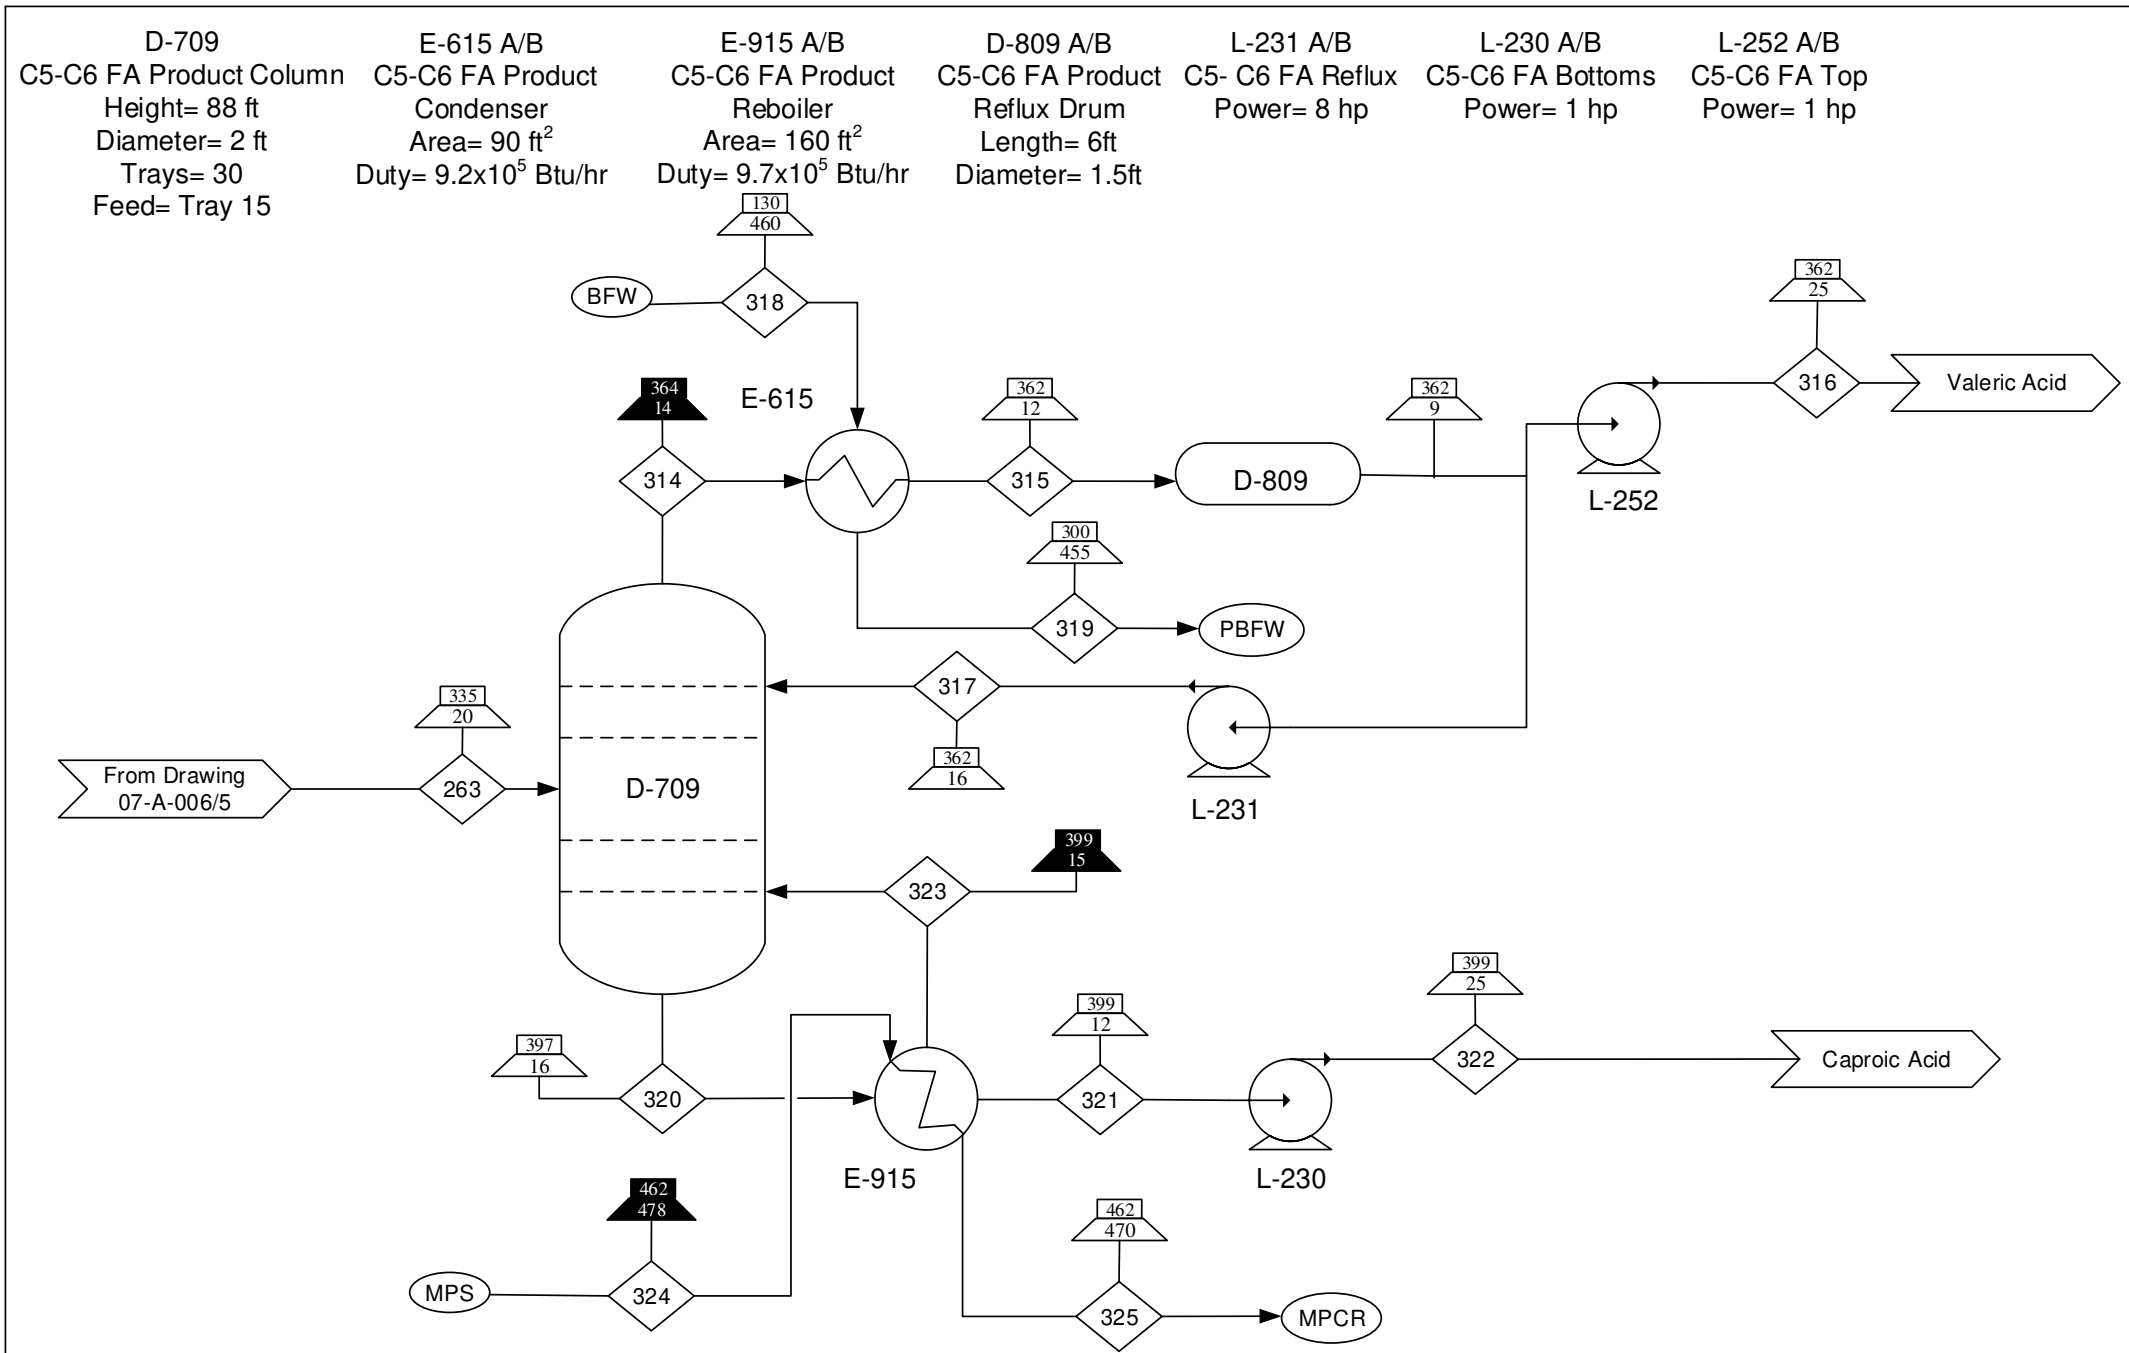 D-709
C5-C6 FA Product Column
Height= 88 ft
Diameter= 2 ft
Trays= 30
Feed= Tray 15
E-615 A/B
C5-C6 FA Product
Condenser
Area= 90 ft²
Duty= 9.2x10⁵ Btu/hr
E-915 A/B
C5-C6 FA Product
Reboiler
Area= 160 ft²
Duty= 9.7x10⁵ Btu/hr
D-809 A/B
C5-C6 FA Product
Reflux Drum
Length= 6ft
Diameter= 1.5ft
L-231 A/B
C5- C6 FA Reflux
Power= 8 hp
L-230 A/B
C5-C6 FA Bottoms
Power= 1 hp
L-252 A/B
C5-C6 FA Top
Power= 1 hp
130
460
BFW
318
362
25
316
Valeric Acid
364
14
E-615
362
12
362
9
314
315
D-809
L-252
300
455
319
PBFW
335
20
317
362
16
From Drawing
07-A-006/5
263
D-709
L-231
399
15
323
399
25
399
12
397
16
320
321
322
Caproic Acid
E-915
L-230
462
478
462
470
MPS
324
325
MPCR